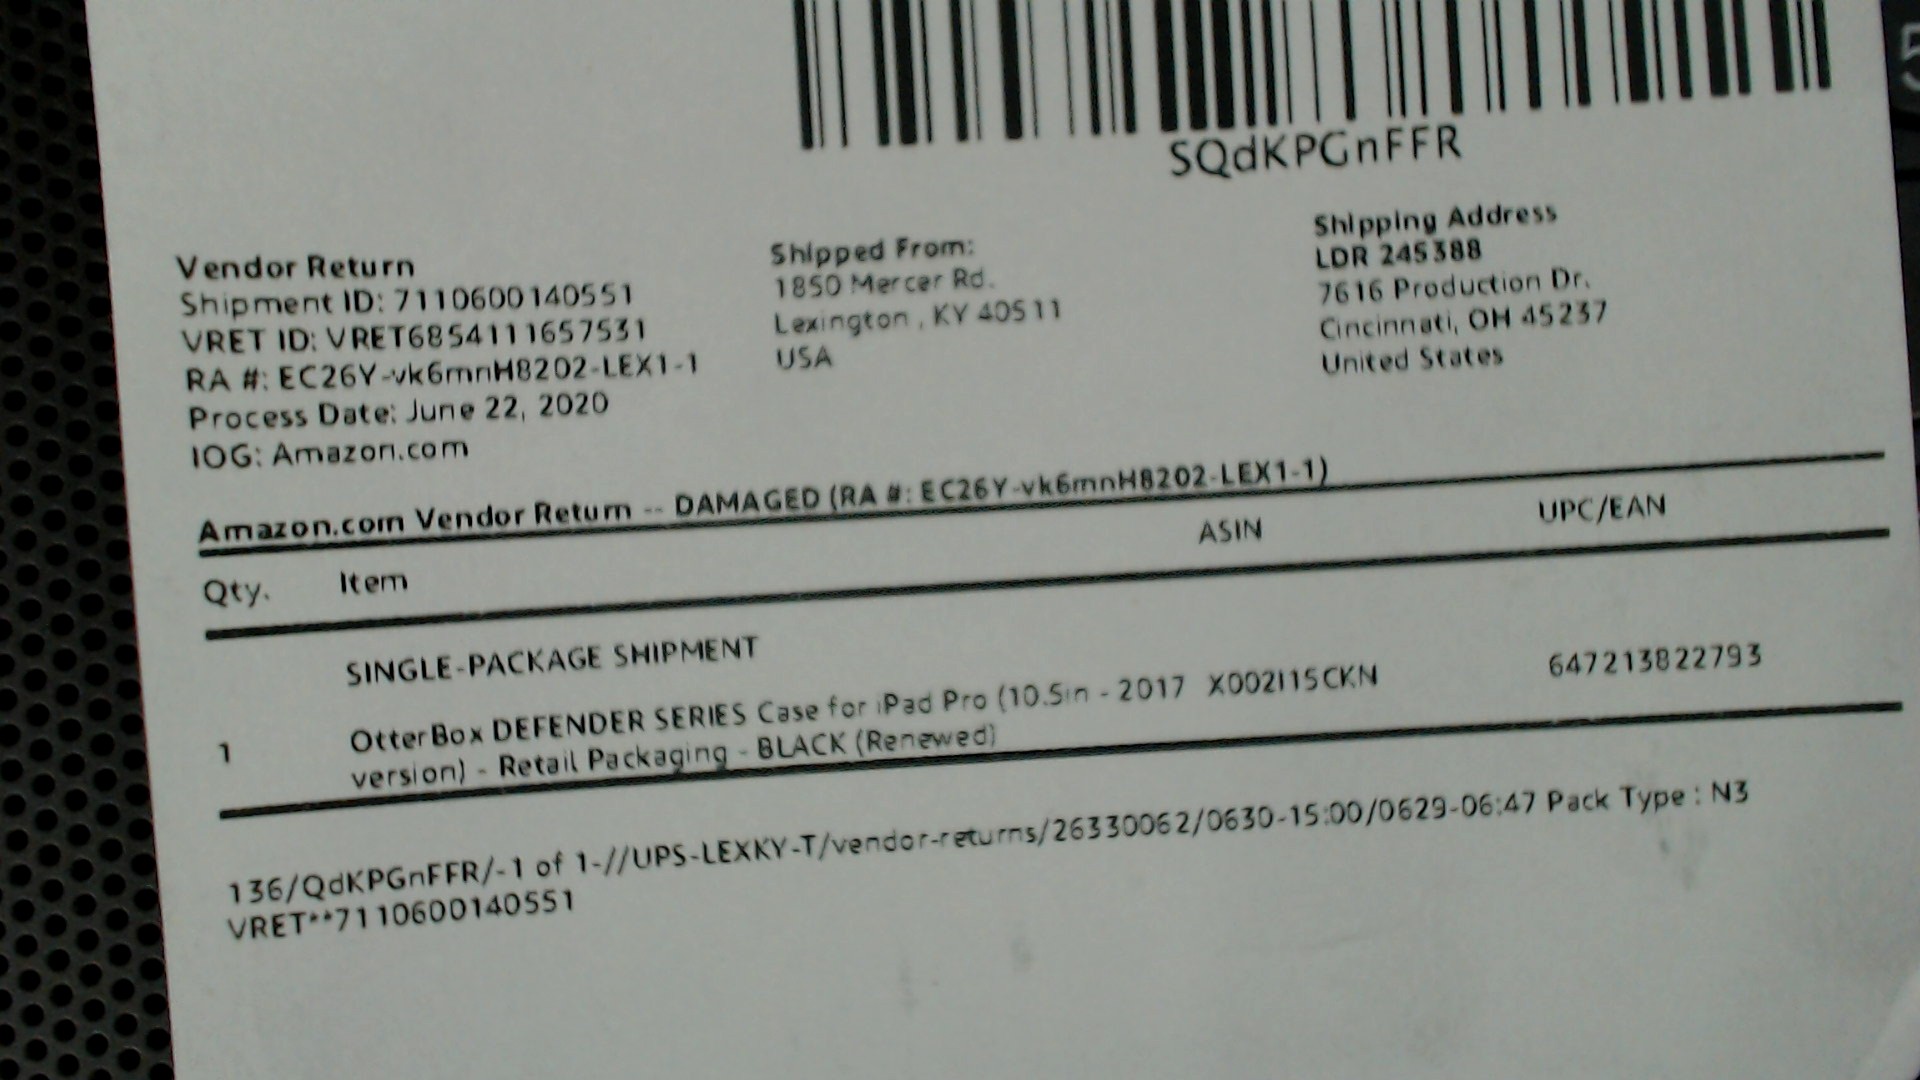 SQdKPGnFFR
Vendor Return
Shipment ID: 7110600140551
VRET ID: VRET6854111657531
RA #: EC26Y-vk6mnH8202-LEX1-1
Process Date: June 22, 2020
IOG: Amazon.com
Shipped From:
1850 Mercer Rd.
Lexington , KY 40511
USA
Shipping Address
LDR 245388
7616 Production Dr.
Cincinnati, OH 45237
United States
Amazon.com Vendor Return -- DAMAGED (RA #: EC26Y-vk6mnH8202-LEX1-1)
Qty. Item ASIN UPC/EAN
SINGLE-PACKAGE SHIPMENT
1 OtterBox DEFENDER SERIES Case for iPad Pro (10.5in - 2017 X002I15CKN 647213822793
version) - Retail Packaging - BLACK (Renewed)
136/QdKPGnFFR/-1 of 1-//UPS-LEXKY-T/vendor-returns/26330062/0630-15:00/0629-06:47 Pack Type : N3
VRET**7110600140551
5